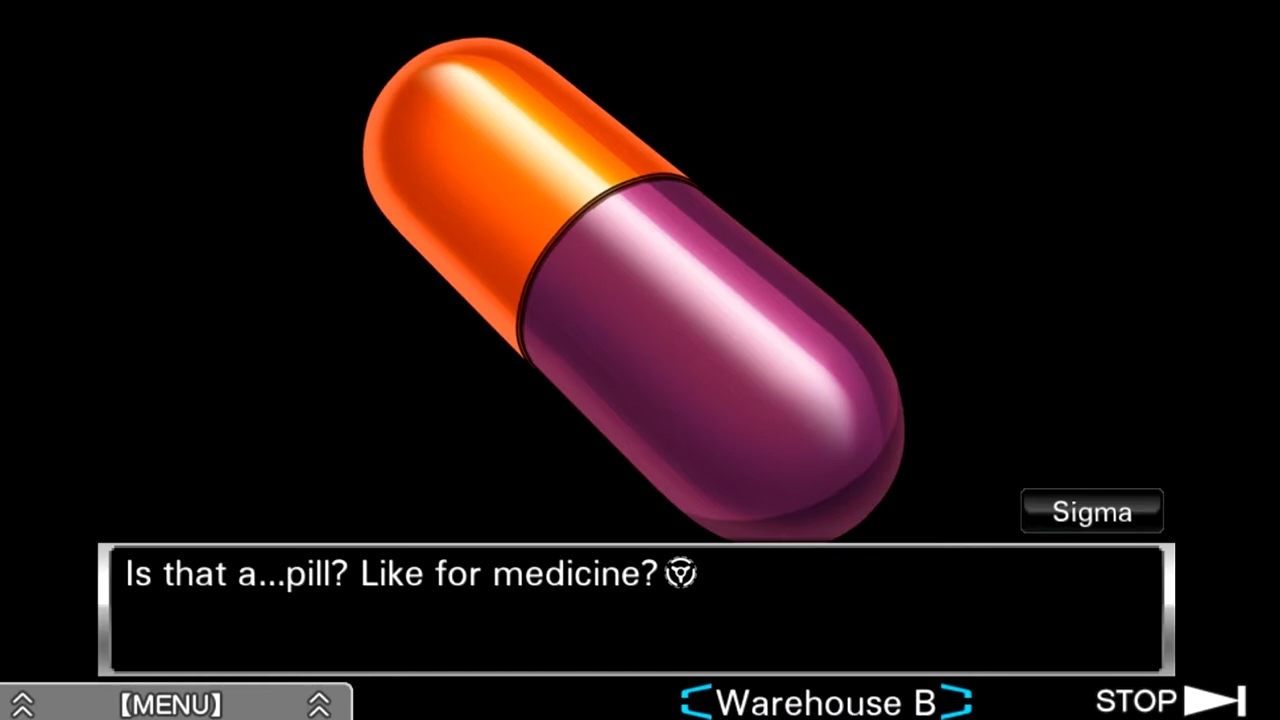 Sigma
Is that a...pill? Like for medicine?
【MENU】
Warehouse B
STOP